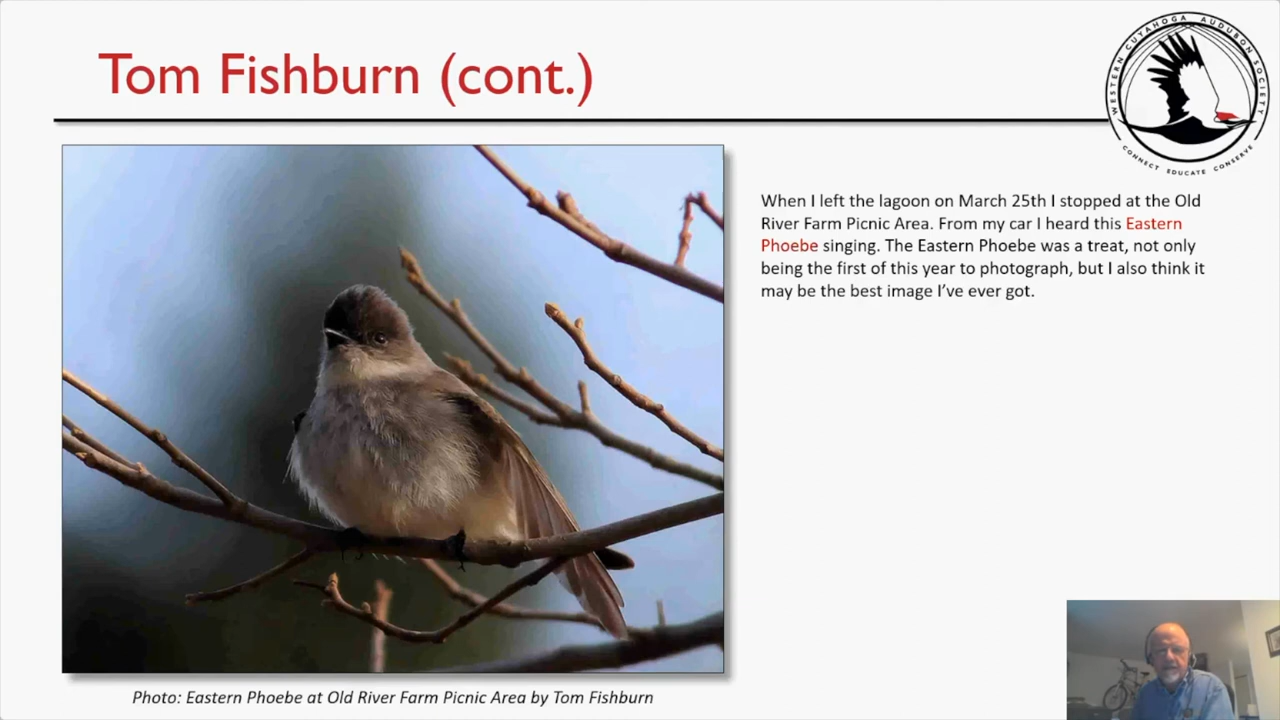 Tom Fishburn (cont.)
WESTERN CUYAHOGA AUDUBON SOCIETY
CONNECT EDUCATE CONSERVE
When I left the lagoon on March 25th I stopped at the Old
River Farm Picnic Area. From my car I heard this Eastern
Phoebe singing. The Eastern Phoebe was a treat, not only
being the first of this year to photograph, but I also think it
may be the best image I’ve ever got.
Photo: Eastern Phoebe at Old River Farm Picnic Area by Tom Fishburn